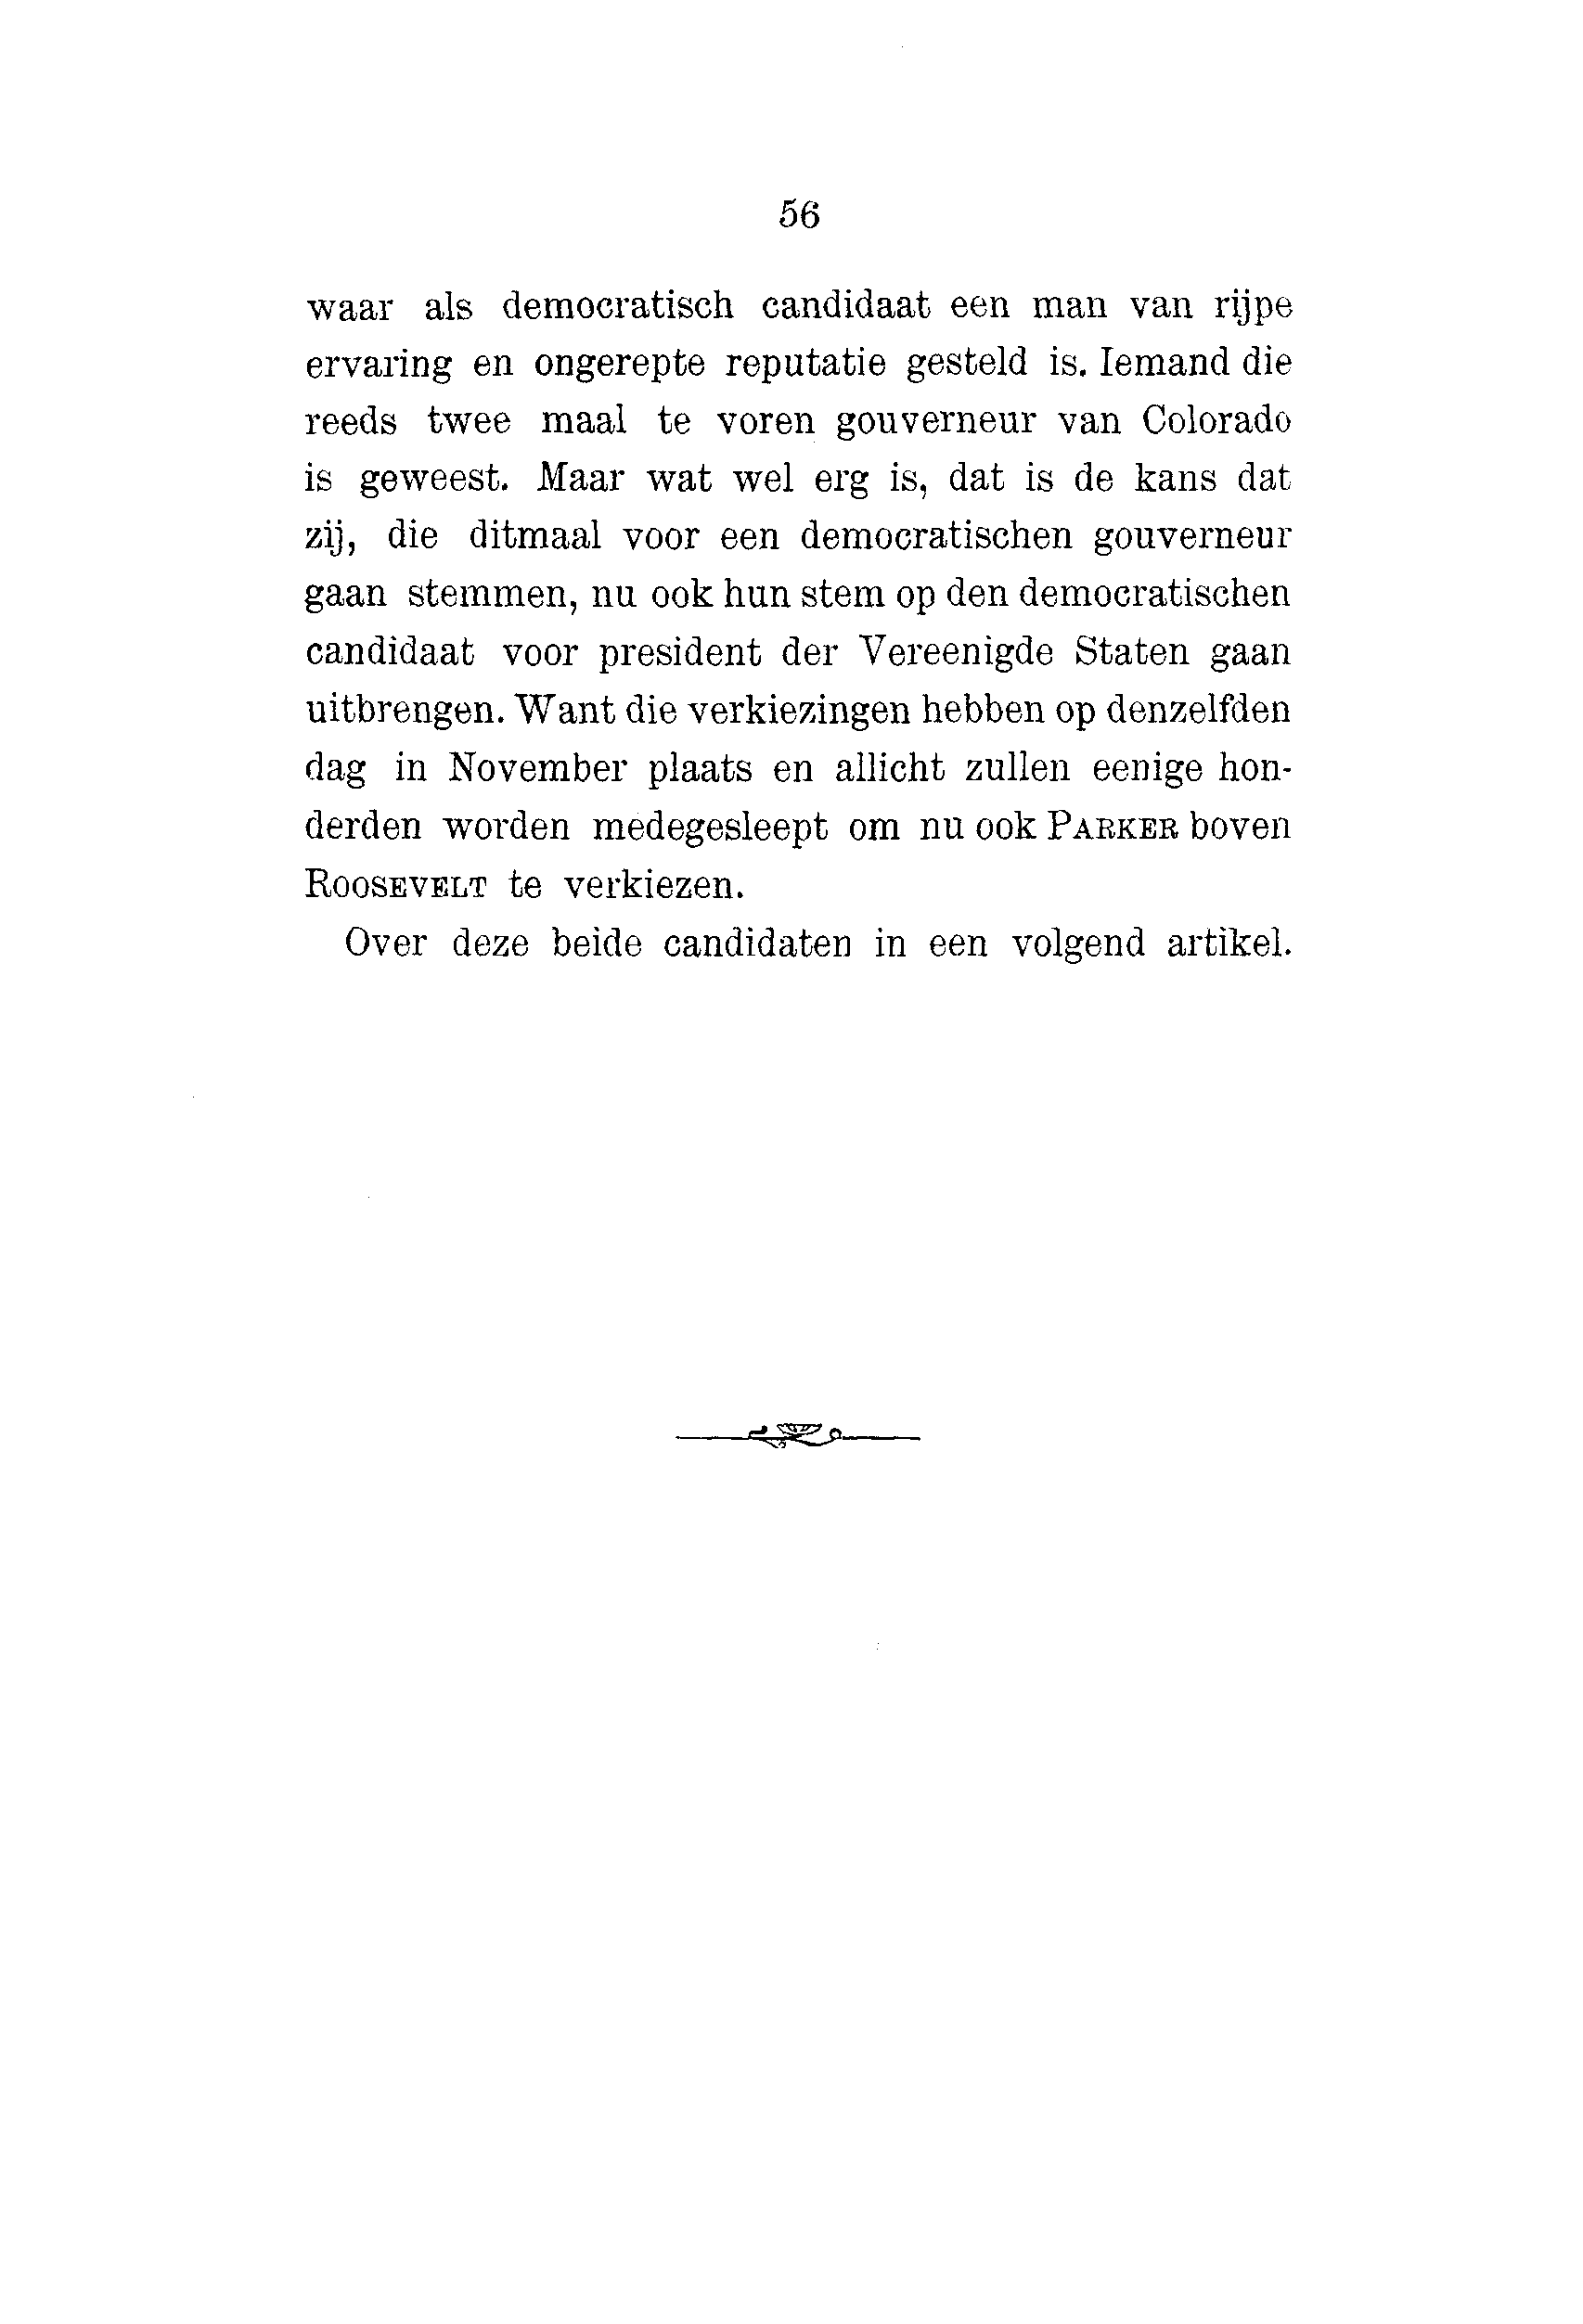 56
waar als democratisch candidaat een man van rijpe
ervaring en ongerepte reputatie gesteld is. Iemand die
reeds twee maal te voren gouverneur van Colorado
is geweest. Maar wat wel erg is, dat is de kans dat
zij, die ditmaal voor een democratischen gouverneur
gaan stemmen, nu ook hun stem op den democratischen
candidaat voor president der Vereenigde Staten gaan
uitbrengen. Want die verkiezingen hebben op denzelfden
dag in November plaats en allicht zullen eenige hon-
derden worden medegesleept om nu ook PARKER boven
ROOSEVELT te verkiezen.
Over deze beide candidaten in een volgend artikel.